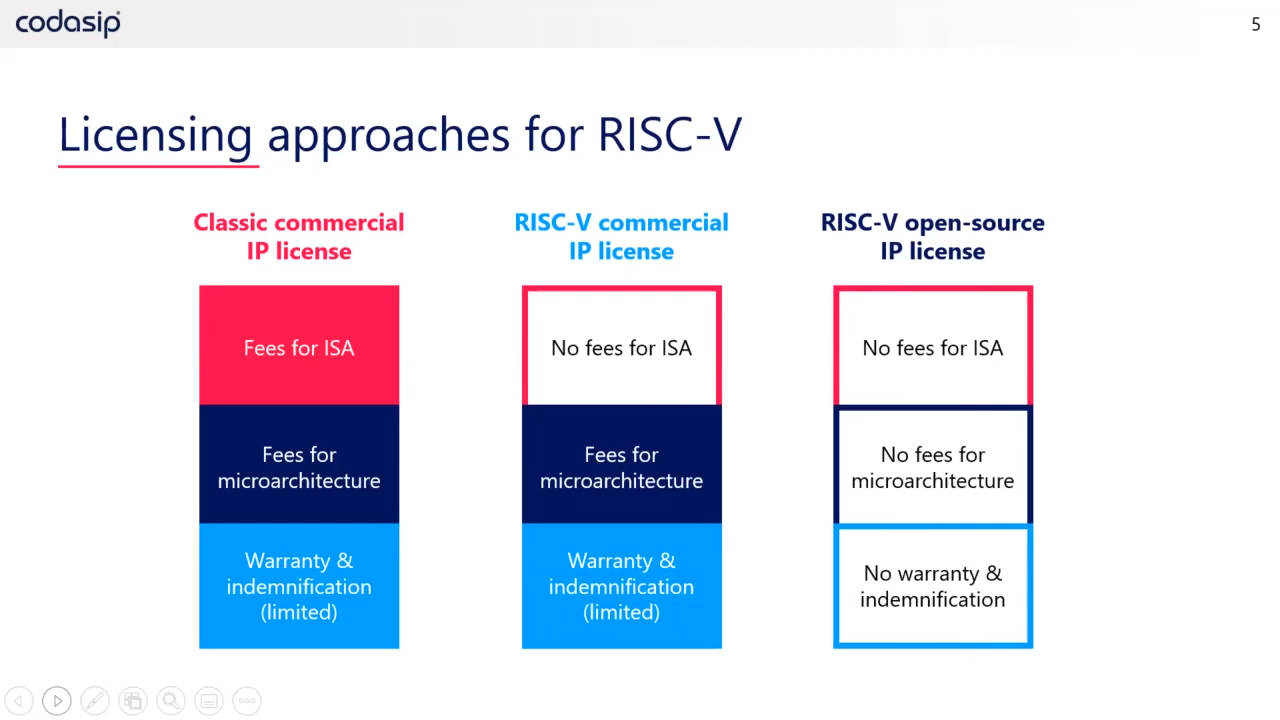 codasip
5
Licensing approaches for RISC-V
Classic commercial
IP license
Fees for ISA
Fees for
microarchitecture
Warranty &
indemnification
(limited)
RISC-V commercial
IP license
No fees for ISA
Fees for
microarchitecture
Warranty &
indemnification
(limited)
RISC-V open-source
IP license
No fees for ISA
No fees for
microarchitecture
No warranty &
indemnification